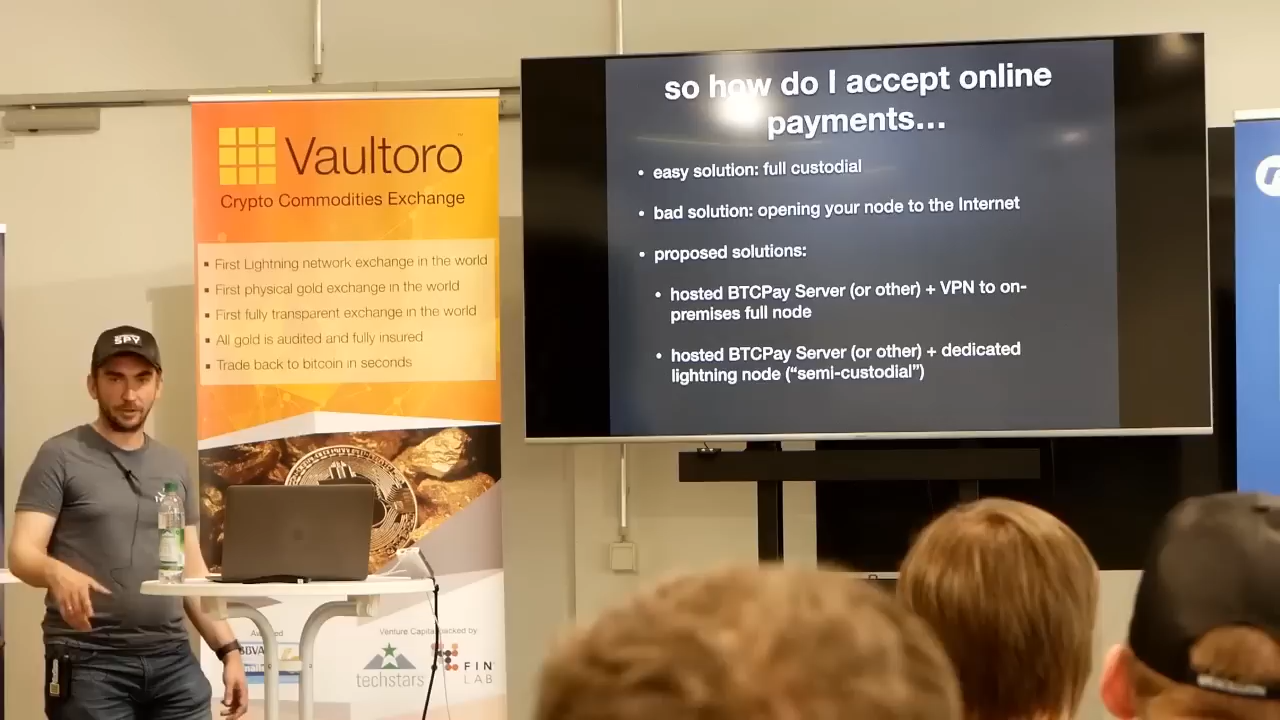 Vaultoro
Crypto Commodities Exchange
▪ First Lightning network exchange in the world
▪ First physical gold exchange in the world
▪ First fully transparent exchange in the world
▪ All gold is audited and fully insured
▪ Trade back to bitcoin in seconds
Venture Capital backed by
BBVA
techstars
FIN
LAB
SPY
so how do I accept online
payments...
• easy solution: full custodial
• bad solution: opening your node to the Internet
• proposed solutions:
• hosted BTCPay Server (or other) + VPN to on-
premises full node
• hosted BTCPay Server (or other) + dedicated
lightning node (“semi-custodial”)